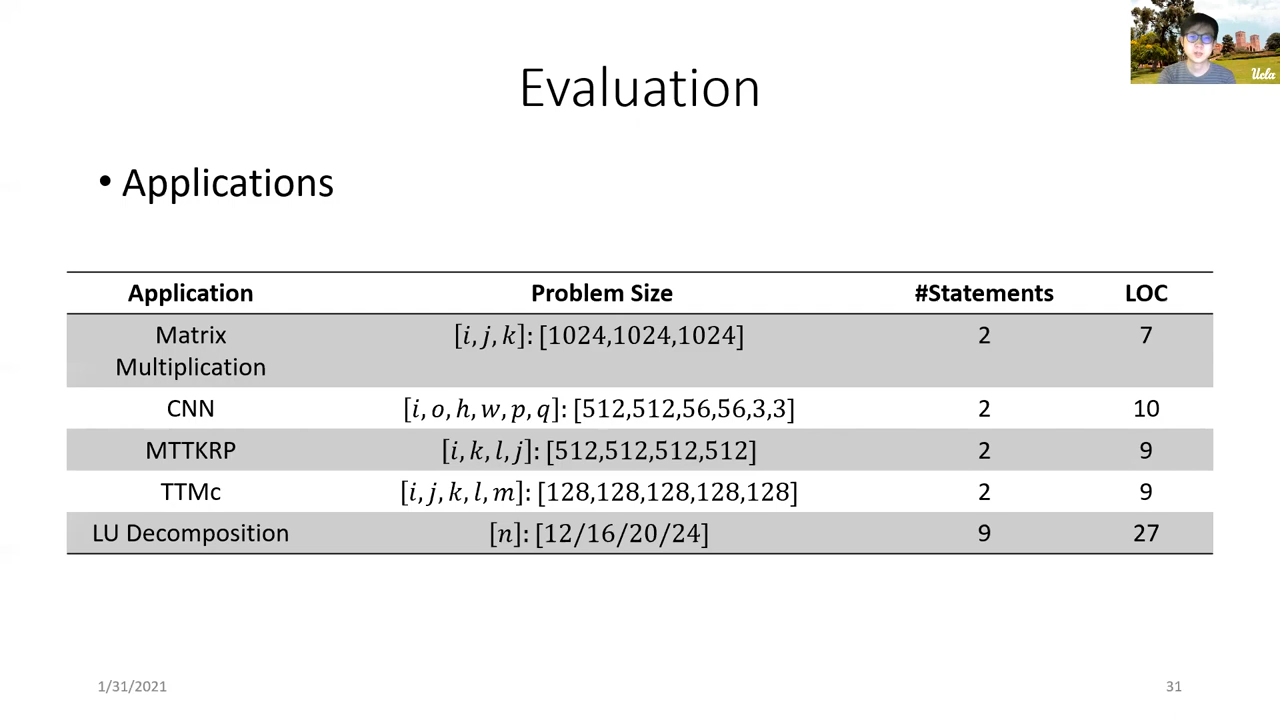 Ucla
Evaluation
• Applications
Application Problem Size #Statements LOC
Matrix Multiplication [i, j, k]: [1024,1024,1024] 2 7
CNN [i, o, h, w, p, q]: [512,512,56,56,3,3] 2 10
MTTKRP [i, k, l, j]: [512,512,512,512] 2 9
TTMc [i, j, k, l, m]: [128,128,128,128,128] 2 9
LU Decomposition [n]: [12/16/20/24] 9 27
1/31/2021 31